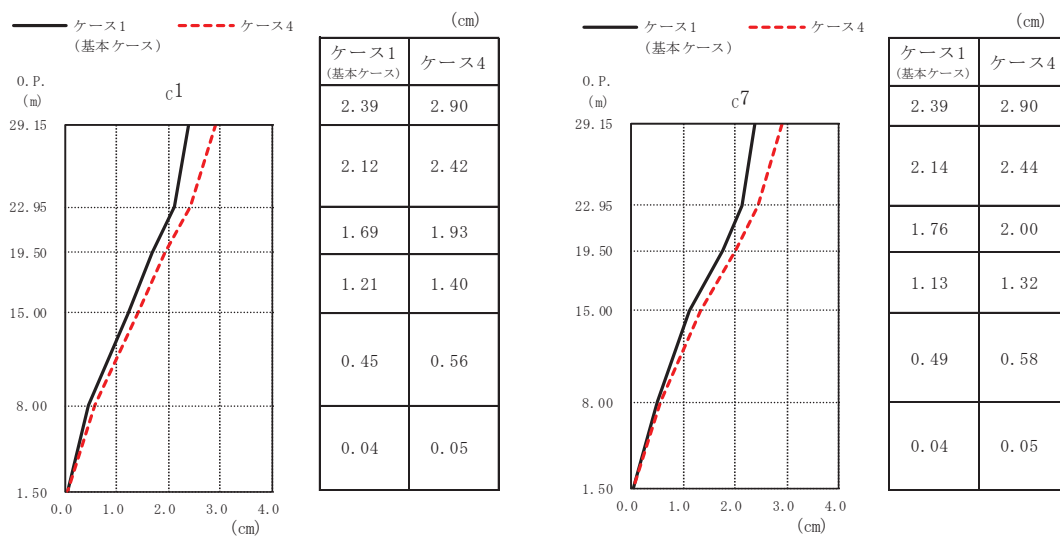 ケース1 ケース4
(基本ケース)
(cm)
ケース1 ケース4
(基本ケース)
O.P.
(m)
C1
29.15
22.95
19.50
15.00
8.00
1.50
0.0 1.0 2.0 3.0 4.0
(cm)
2.39 2.90
2.12 2.42
1.69 1.93
1.21 1.40
0.45 0.56
0.04 0.05
ケース1 ケース4
(基本ケース)
(cm)
ケース1 ケース4
(基本ケース)
O.P.
(m)
C7
29.15
22.95
19.50
15.00
8.00
1.50
0.0 1.0 2.0 3.0 4.0
(cm)
2.39 2.90
2.14 2.44
1.76 2.00
1.13 1.32
0.49 0.58
0.04 0.05